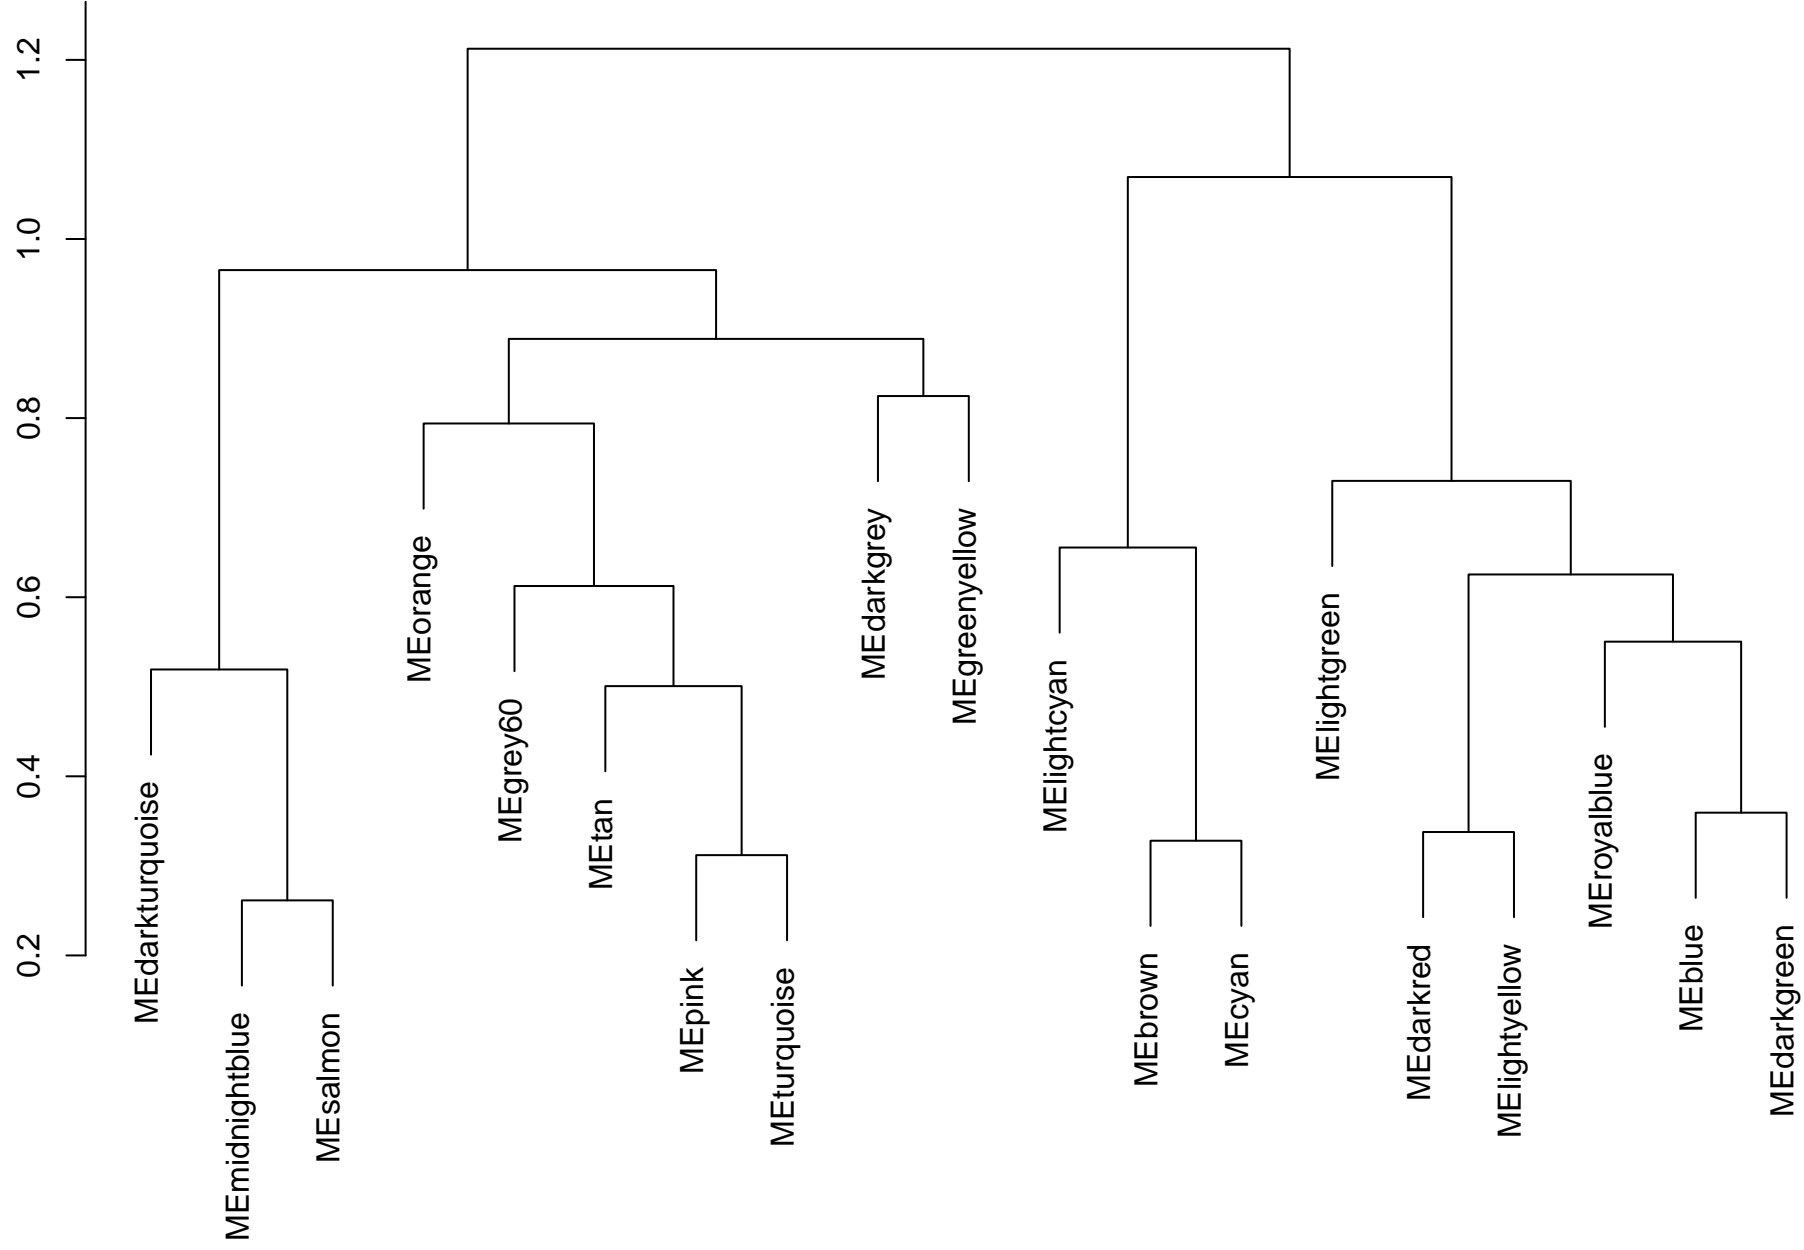 1.2
1.0
0.8
0.6
0.4
0.2
MEdarkturquoise
MEmidnightblue
MEsalmon
MEorange
MEgrey60
MEtan
MEpink
MEturquoise
MEdarkgrey
MEgreenyellow
MElightcyan
MEbrown
MEcyan
MElightgreen
MEdarkred
MElightyellow
MEroyalblue
MEblue
MEdarkgreen